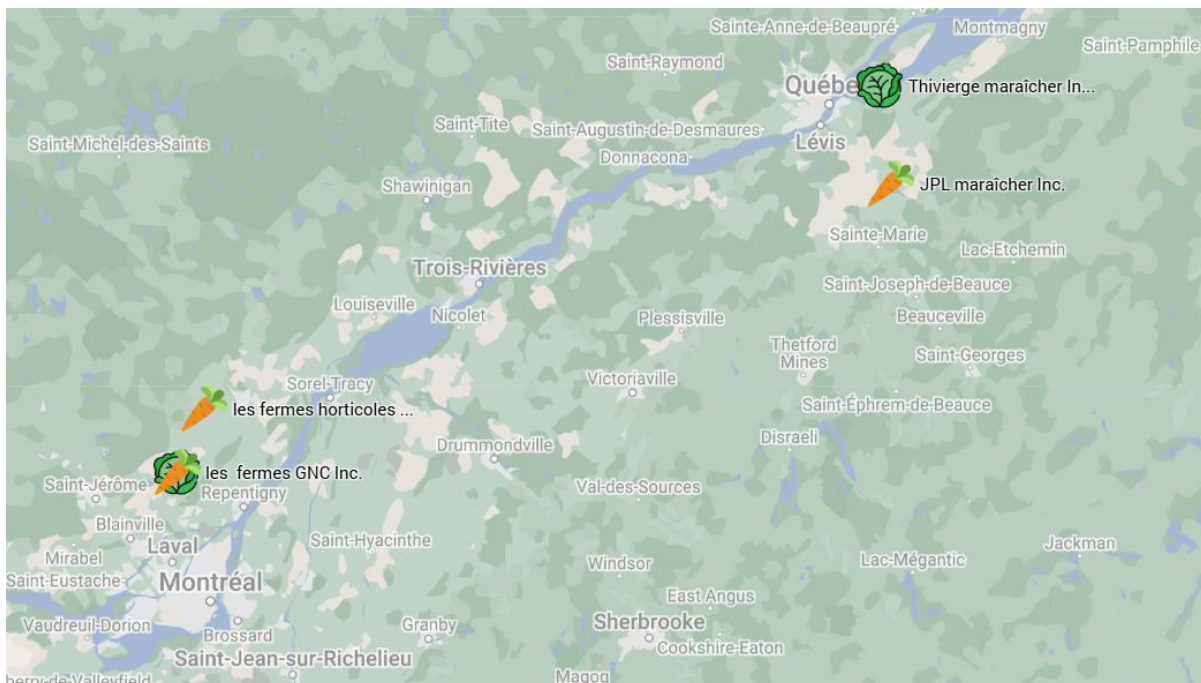 Sainte-Anne-de-Beaupré
Montmagny
Saint-Pamphile
Saint-Raymond
Québe
Thivierge maraîcher In...
Saint-Tite
Saint-Augustin-de-Desmaures
Lévis
Saint-Michel-des-Saints
Donnacona
Shawinigan
JPL maraîcher Inc.
Sainte-Marie
Lac-Etchemin
Trois-Rivières
Saint-Joseph-de-Beauce
Louiseville
Nicolet
Plessisville
Beauceville
Thetford
Mines
Saint-Georges
Sorel-Tracy
Victoriaville
les fermes horticoles ...
Saint-Éphrem-de-Beauce
Drummondville
Disraeli
les fermes GNC Inc.
Saint-Jérôme
Repentigny
Val-des-Sources
Blainville
Saint-Hyacinthe
Laval
Mirabel
Jackman
Lac-Mégantic
Windsor
Saint-Eustache
Montréal
East Angus
Vaudreuil-Dorion
Brossard
Granby
Sherbrooke
Cookshire-Eaton
Saint-Jean-sur-Richelieu
berry-de-Valleyfield
Magog